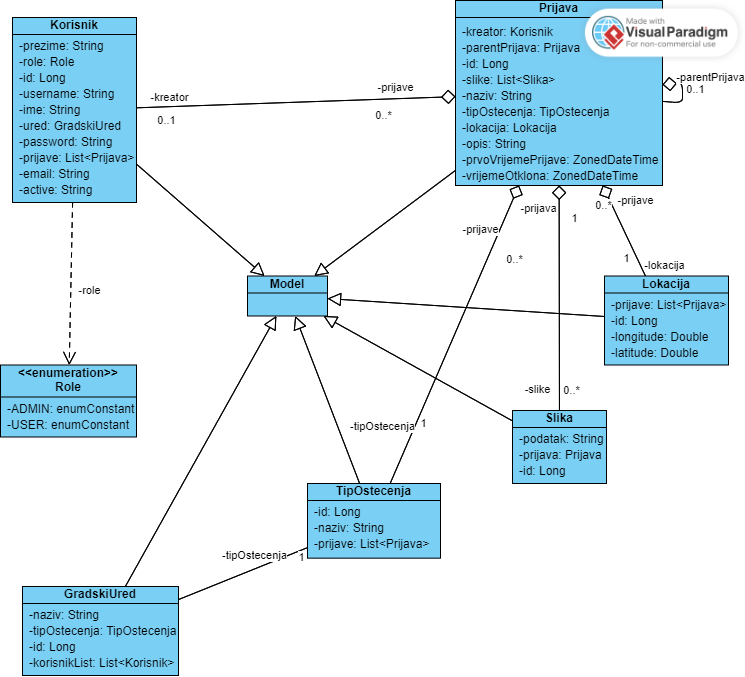 Korisnik
-prezime: String
-role: Role
-id: Long
-username: String
-ime: String
-ured: GradskiUred
-password: String
-prijave: List<Prijava>
-email: String
-active: String
Prijava
-kreator: Korisnik
-parentPrijava: Prijava
-id: Long
-slike: List<Slika>
-naziv: String
-tipOstecenja: TipOstecenja
-lokacija: Lokacija
-opis: String
-prvoVrijemePrijave: ZonedDateTime
-vrijemeOtklona: ZonedDateTime
Made with
VisualParadigm
For non-commercial use
-parentPrijava
0..1
-kreator
0..1
-prijave
0..*
-prijave
0..*
-prijava
1
0..*
-prijave
1
-lokacija
-role
Model
Lokacija
-prijave: List<Prijava>
-id: Long
-longitude: Double
-latitude: Double
<<enumeration>>
Role
-ADMIN: enumConstant
-USER: enumConstant
-slike
0..*
-tipOstecenja
1
Slika
-podatak: String
-prijava: Prijava
-id: Long
TipOstecenja
-id: Long
-naziv: String
-prijave: List<Prijava>
-tipOstecenja
1
GradskiUred
-naziv: String
-tipOstecenja: TipOstecenja
-id: Long
-korisnikList: List<Korisnik>